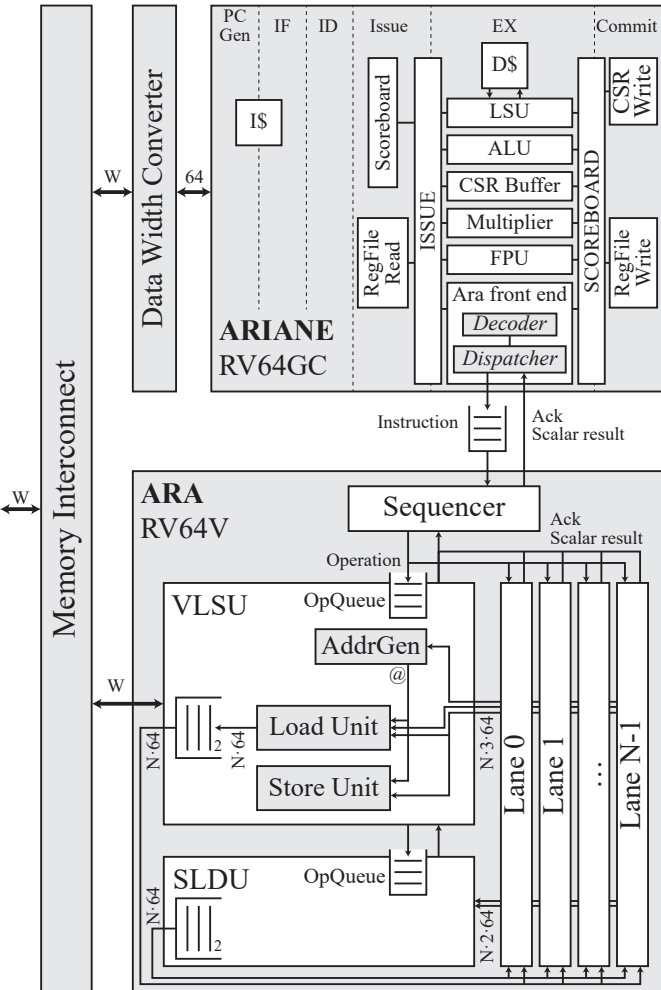 PC
Gen
IF
ID
Issue
EX
Commit
I$
Scoreboard
RegFile
Read
ISSUE
D$
LSU
ALU
CSR Buffer
Multiplier
FPU
Ara front end
Decoder
Dispatcher
SCOREBOARD
CSR
Write
RegFile
Write
ARIANE
RV64GC
Memory Interconnect
W
W
Data Width Converter
64
Instruction
Ack
Scalar result
ARA
RV64V
Sequencer
Ack
Scalar result
Operation
VLSU
OpQueue
AddrGen
@
W
2
N·64
N·64
Load Unit
Store Unit
N·3·64
Lane 0
Lane 1
...
Lane N-1
SLDU
OpQueue
N·64
2
N·2·64